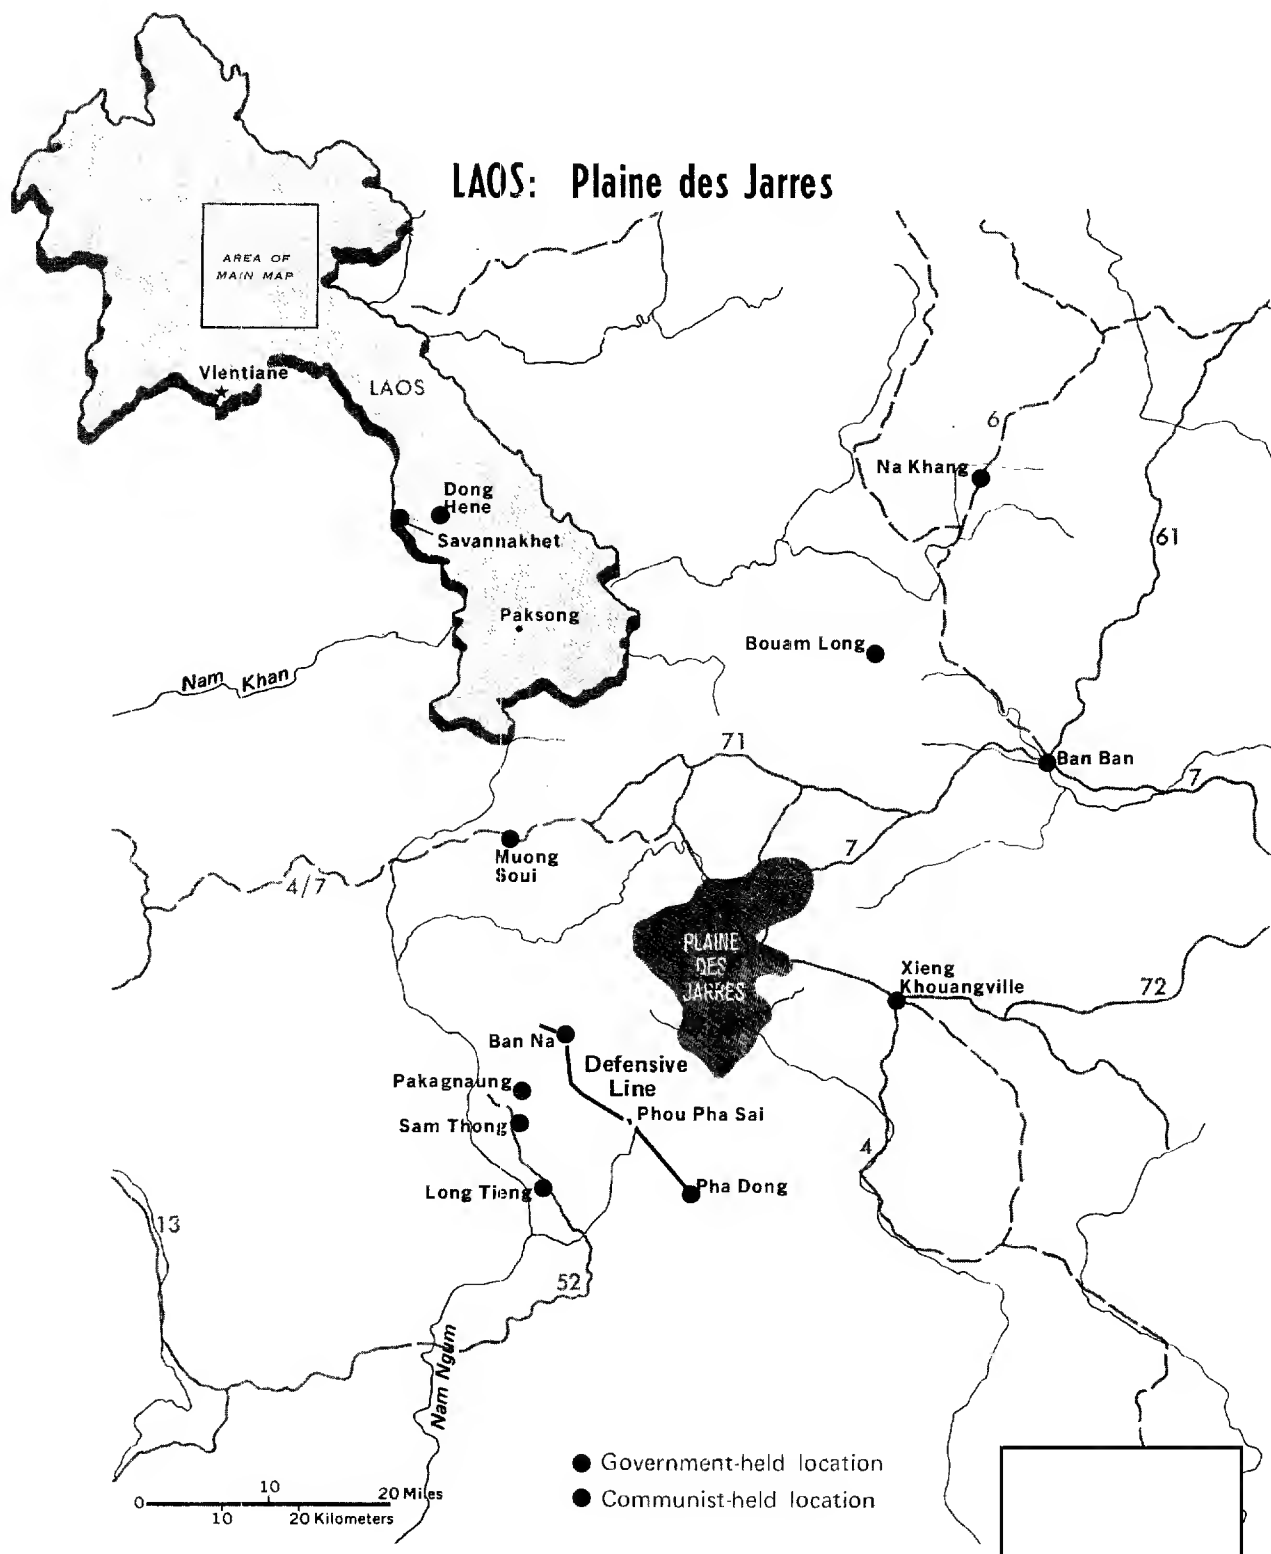 LAOS: Plaine des Jarres
AREA OF
MAIN MAP
Vientiane
LAOS
Dong
Hene
Savannakhet
Paksong
Nam Khan
6
Na Khang
61
Bouam Long
71
Ban Ban
7
7
Muong
Soui
4/7
PLAINE
DES
JARRES
Xieng
Khouangville
72
Ban Na
Defensive
Line
Pakagnaung
Phou Pha Sai
Sam Thong
4
Long Tieng
Pha Dong
13
52
Nam Ngum
Government-held location
Communist-held location
0 10 20 Miles
10 20 Kilometers